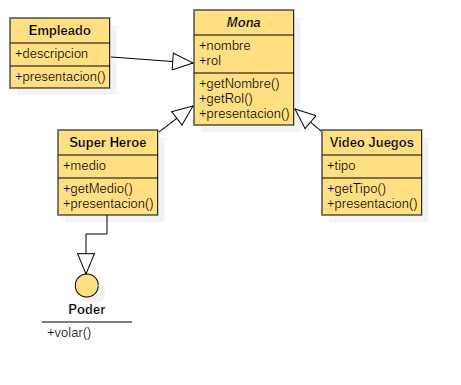 Empleado
+descripcion
+presentacion()
Mona
+nombre
+rol
+getNombre()
+getRol()
+presentacion()
Super Heroe
+medio
+getMedio()
+presentacion()
Video Juegos
+tipo
+getTipo()
+presentacion()
Poder
+volar()